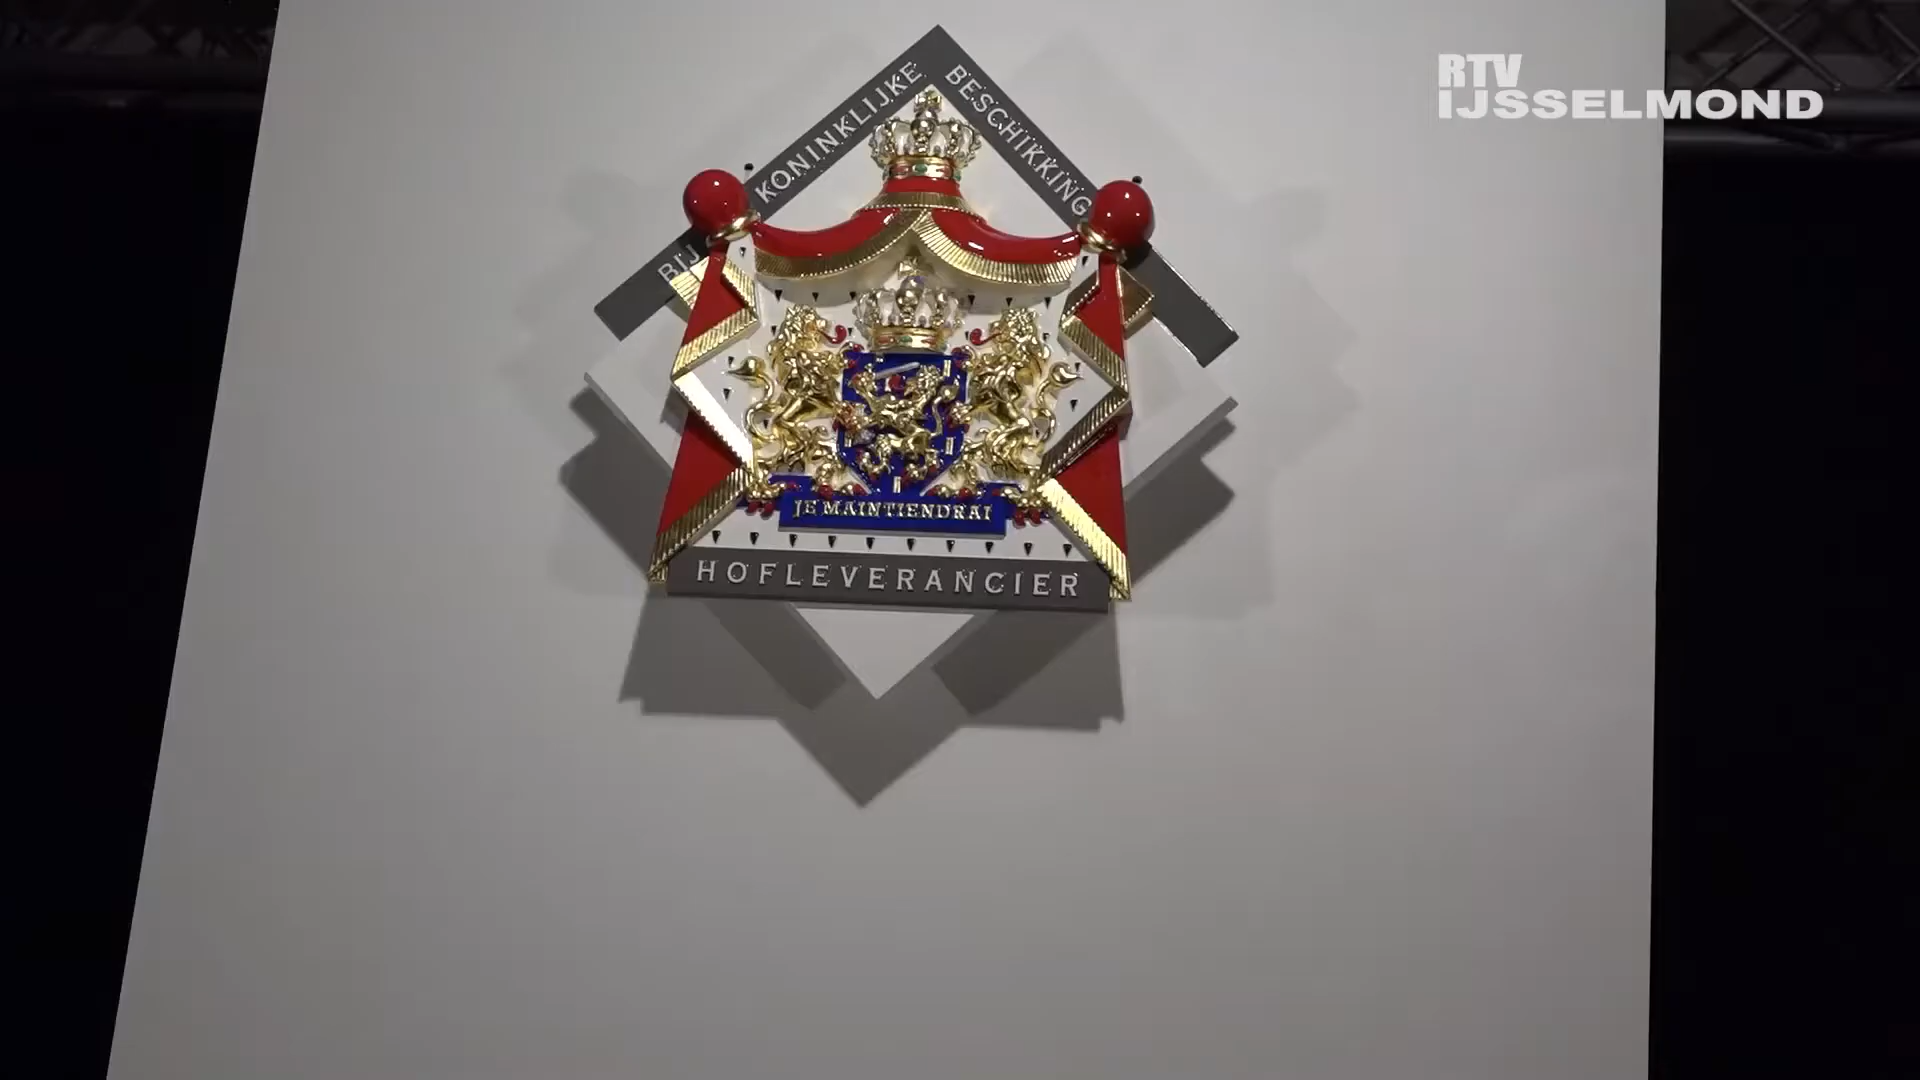 RTV
IJSSELMOND
BIJ KONINKLIJKE BESCHIKKING
JE MAINTIENDRAI
HOFLEVERANCIER